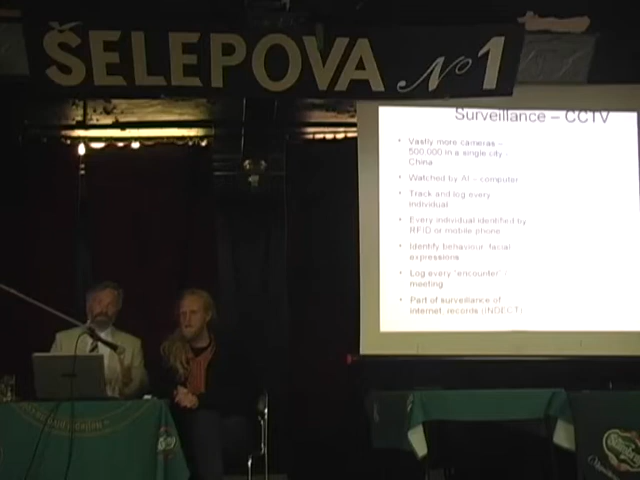 ŠELEPOVA No 1
Surveillance – CCTV
• Vastly more cameras –
500,000 in a single city -
China
• Watched by AI – computer
• Track and log every
individual
• Every individual identified by
RFID or mobile phone
• Identify behaviour, facial
expressions
• Log every "encounter" /
meeting
• Part of surveillance of
internet, records (INDECT)